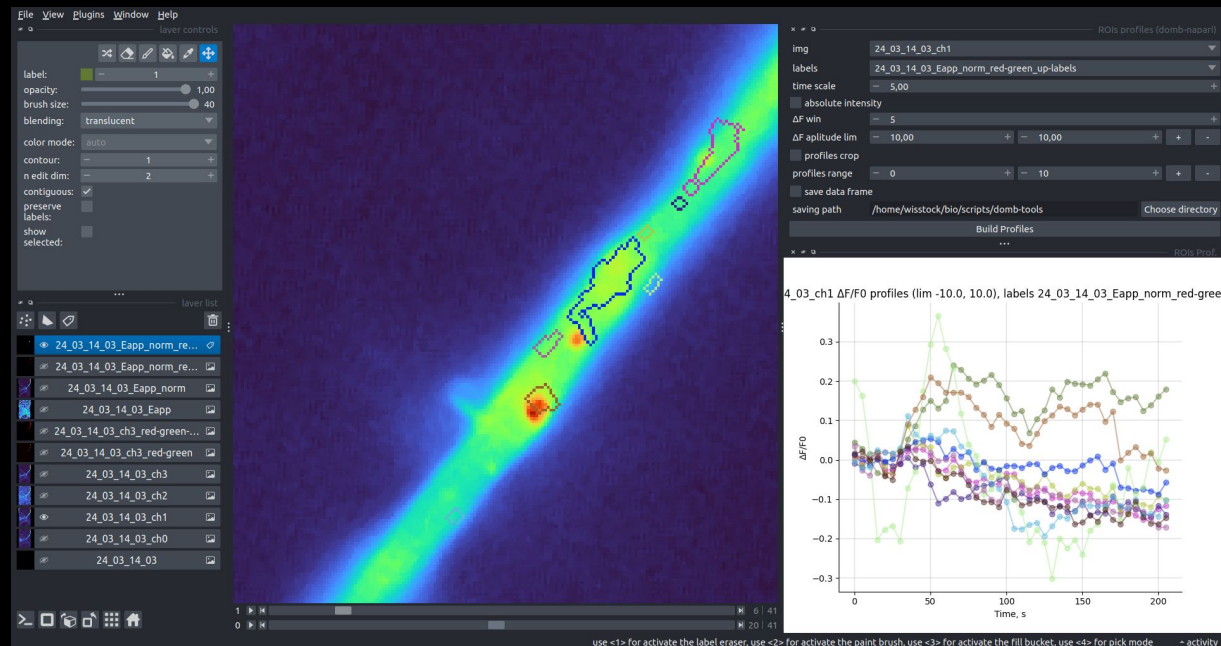 File View Plugins Window Help
layer controls
label: 1
opacity: 1,00
brush size: 40
blending: translucent
color mode: auto
contour: 1
n edit dim: 2
contiguous:
preserve
labels:
show
selected:
layer list
24_03_14_03_Eapp_norm_re...
24_03_14_03_Eapp_norm_re...
24_03_14_03_Eapp_norm
24_03_14_03_Eapp
24_03_14_03_ch3_red-green-...
24_03_14_03_ch3_red-green
24_03_14_03_ch3
24_03_14_03_ch2
24_03_14_03_ch1
24_03_14_03_ch0
24_03_14_03
1 6 41
0 20 41
ROIs profiles (domb-napari)
img 24_03_14_03_ch1
labels 24_03_14_03_Eapp_norm_red-green_up-labels
time scale 5,00
absolute intensity
ΔF win 5
ΔF aplitude lim 10,00 10,00 + -
profiles crop
profiles range 0 10 + -
save data frame
saving path /home/wisstock/bio/scripts/domb-tools Choose directory
Build Profiles
ROIs Prof.
4_03_ch1 ΔF/F0 profiles (lim -10.0, 10.0), labels 24_03_14_03_Eapp_norm_red-gree
0.3
0.2
0.1
0.0
−0.1
−0.2
−0.3
ΔF/F0
0 50 100 150 200
Time, s
use <1> for activate the label eraser, use <2> for activate the paint brush, use <3> for activate the fill bucket, use <4> for pick mode activity